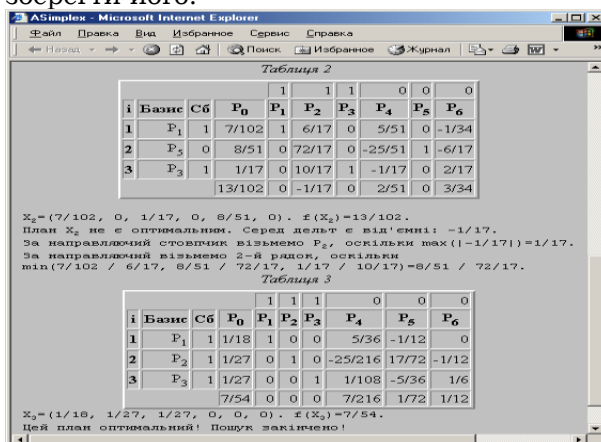 зберегти його.
ASimplex - Microsoft Internet Explorer
Файл Правка Вид Избранное Сервис Справка
Назад Поиск Избранное Журнал
Таблиця 2
1 1 1 0 0 0
i Базис Сб P₀ P₁ P₂ P₃ P₄ P₅ P₆
1 P₁ 1 7/102 1 6/17 0 5/51 0 -1/34
2 P₅ 0 8/51 0 72/17 0 -25/51 1 -6/17
3 P₃ 1 1/17 0 10/17 1 -1/17 0 2/17
13/102 0 -1/17 0 2/51 0 3/34
X₂=(7/102, 0, 1/17, 0, 8/51, 0). f(X₂)=13/102.
План X₂ не є оптимальним. Серед дельт є від'ємні: -1/17.
За направляючий стовпчик візьмемо P₂, оскільки max(|-1/17|)=1/17.
За направляючий візьмемо 2-й рядок, оскільки
min(7/102 / 6/17, 8/51 / 72/17, 1/17 / 10/17)=8/51 / 72/17.
Таблиця 3
1 1 1 0 0 0
i Базис Сб P₀ P₁ P₂ P₃ P₄ P₅ P₆
1 P₁ 1 1/18 1 0 0 5/36 -1/12 0
2 P₂ 1 1/27 0 1 0 -25/216 17/72 -1/12
3 P₃ 1 1/27 0 0 1 1/108 -5/36 1/6
7/54 0 0 0 7/216 1/72 1/12
X₃=(1/18, 1/27, 1/27, 0, 0, 0). f(X₃)=7/54.
Цей план оптимальний! Пошук закінчено!